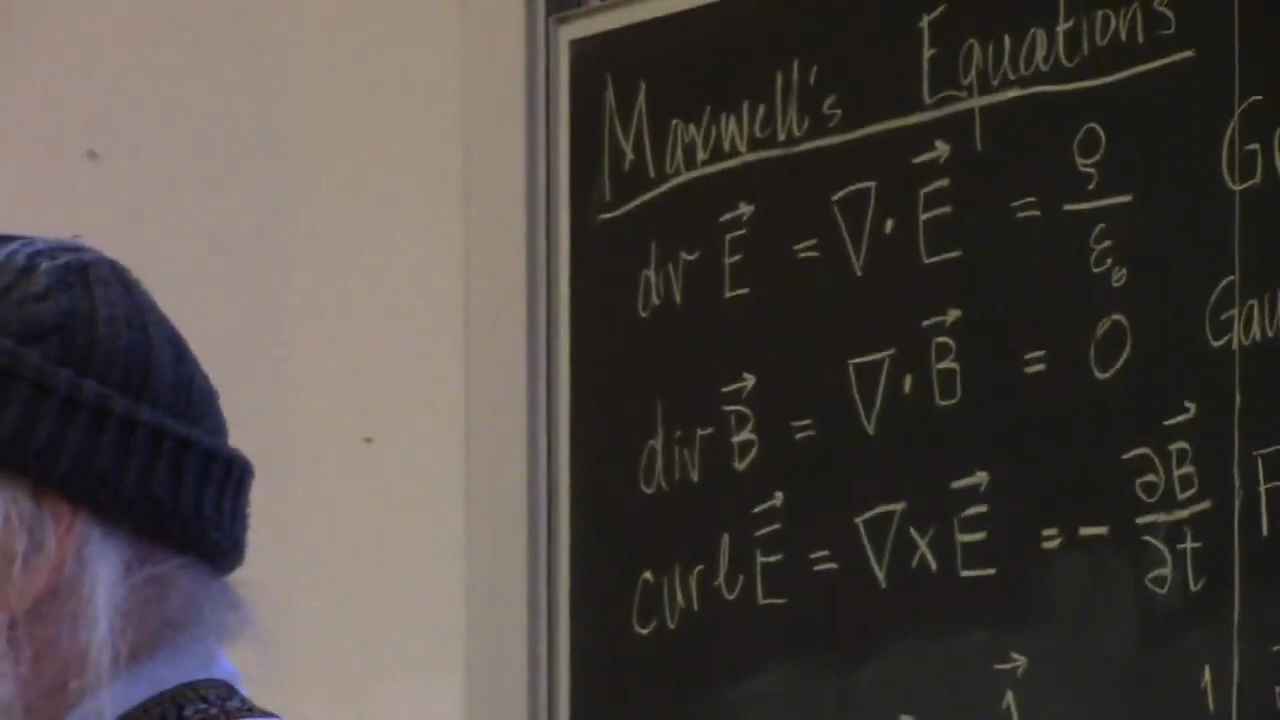 Maxwell's Equations
div E⃗ = ∇·E⃗ = ρ/ε₀
div B⃗ = ∇·B⃗ = 0
curl E⃗ = ∇×E⃗ = - ∂B⃗/∂t